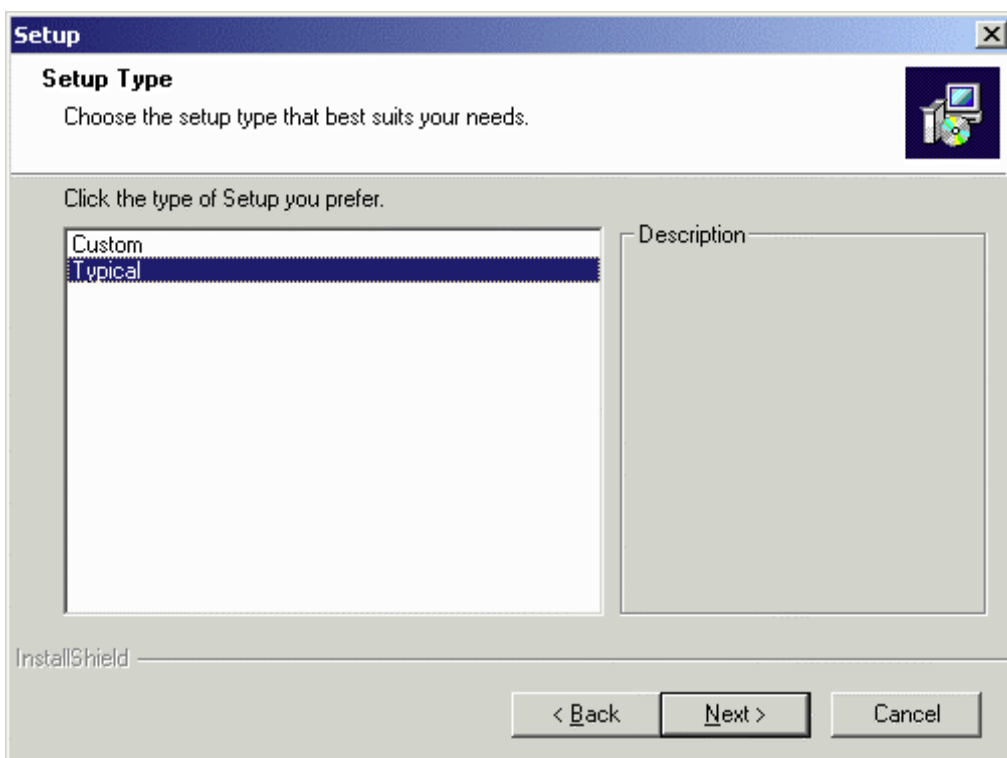 Setup
Setup Type
Choose the setup type that best suits your needs.
Click the type of Setup you prefer.
Custom
Typical
Description
InstallShield
< Back
Next >
Cancel